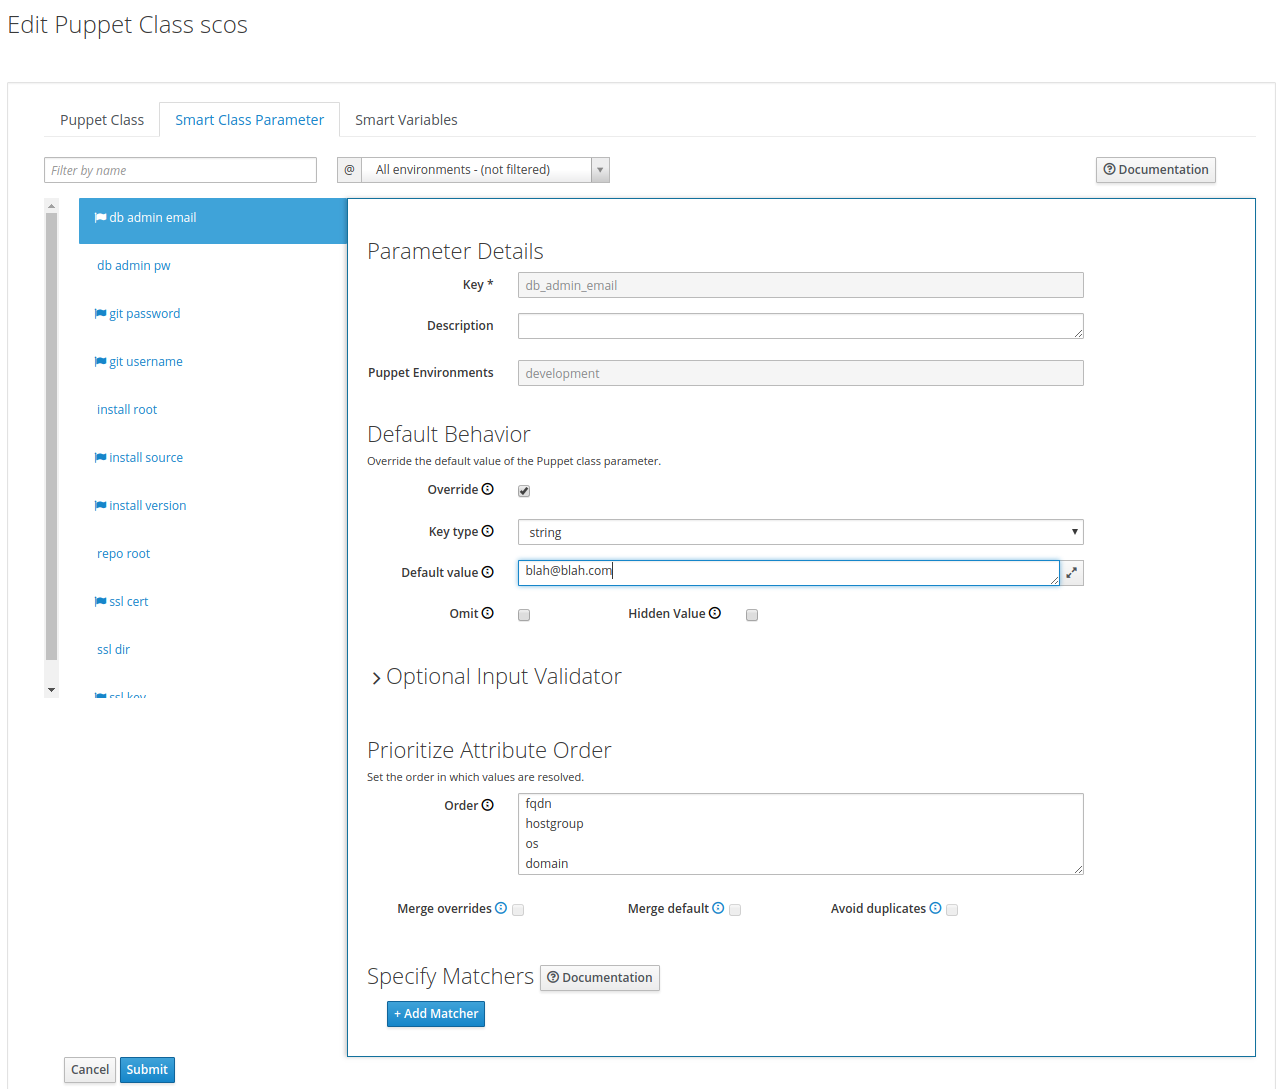 Edit Puppet Class scos
Puppet Class Smart Class Parameter Smart Variables
Filter by name @ All environments - (not filtered) Documentation
db admin email
db admin pw
git password
git username
install root
install source
install version
repo root
ssl cert
ssl dir
ssl key
Parameter Details
Key * db_admin_email
Description
Puppet Environments development
Default Behavior
Override the default value of the Puppet class parameter.
Override
Key type string
Default value blah@blah.com
Omit Hidden Value
Optional Input Validator
Prioritize Attribute Order
Set the order in which values are resolved.
Order fqdn
hostgroup
os
domain
Merge overrides Merge default Avoid duplicates
Specify Matchers Documentation
+ Add Matcher
Cancel Submit